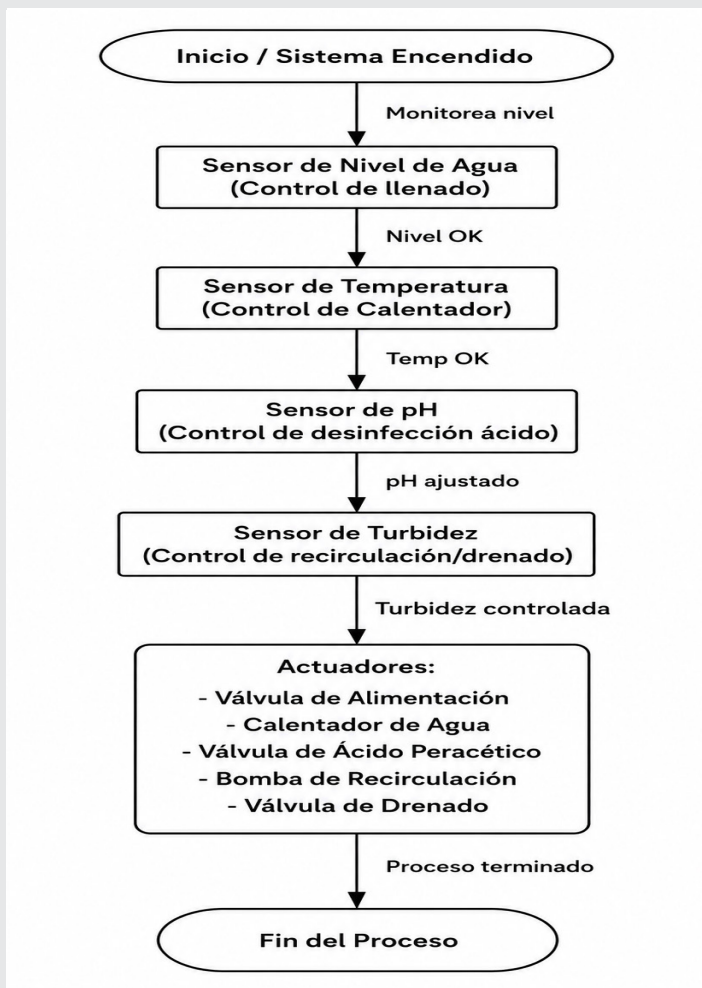 Inicio / Sistema Encendido
Monitorea nivel
Sensor de Nivel de Agua
(Control de llenado)
Nivel OK
Sensor de Temperatura
(Control de Calentador)
Temp OK
Sensor de pH
(Control de desinfección ácido)
pH ajustado
Sensor de Turbidez
(Control de recirculación/drenado)
Turbidez controlada
Actuadores:
- Válvula de Alimentación
- Calentador de Agua
- Válvula de Ácido Peracético
- Bomba de Recirculación
- Válvula de Drenado
Proceso terminado
Fin del Proceso